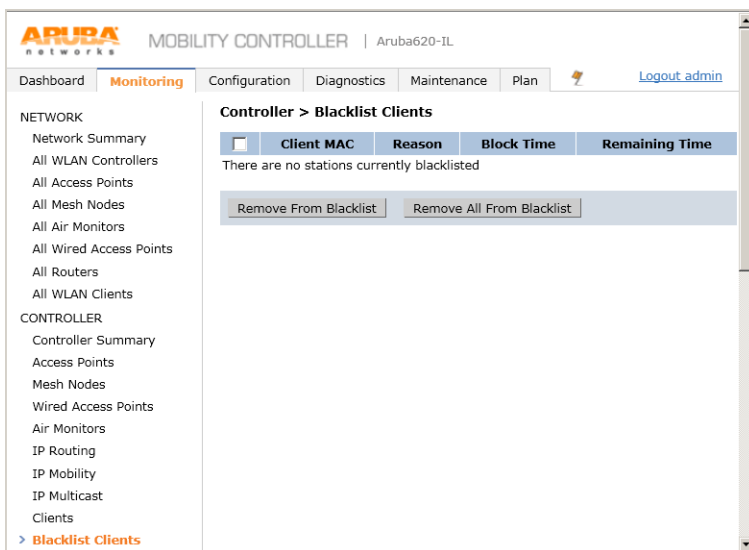 ARUBA networks MOBILITY CONTROLLER | Aruba620-IL
Dashboard Monitoring Configuration Diagnostics Maintenance Plan Logout admin
NETWORK
Network Summary
All WLAN Controllers
All Access Points
All Mesh Nodes
All Air Monitors
All Wired Access Points
All Routers
All WLAN Clients
CONTROLLER
Controller Summary
Access Points
Mesh Nodes
Wired Access Points
Air Monitors
IP Routing
IP Mobility
IP Multicast
Clients
> Blacklist Clients
Controller > Blacklist Clients
Client MAC Reason Block Time Remaining Time
There are no stations currently blacklisted
Remove From Blacklist Remove All From Blacklist